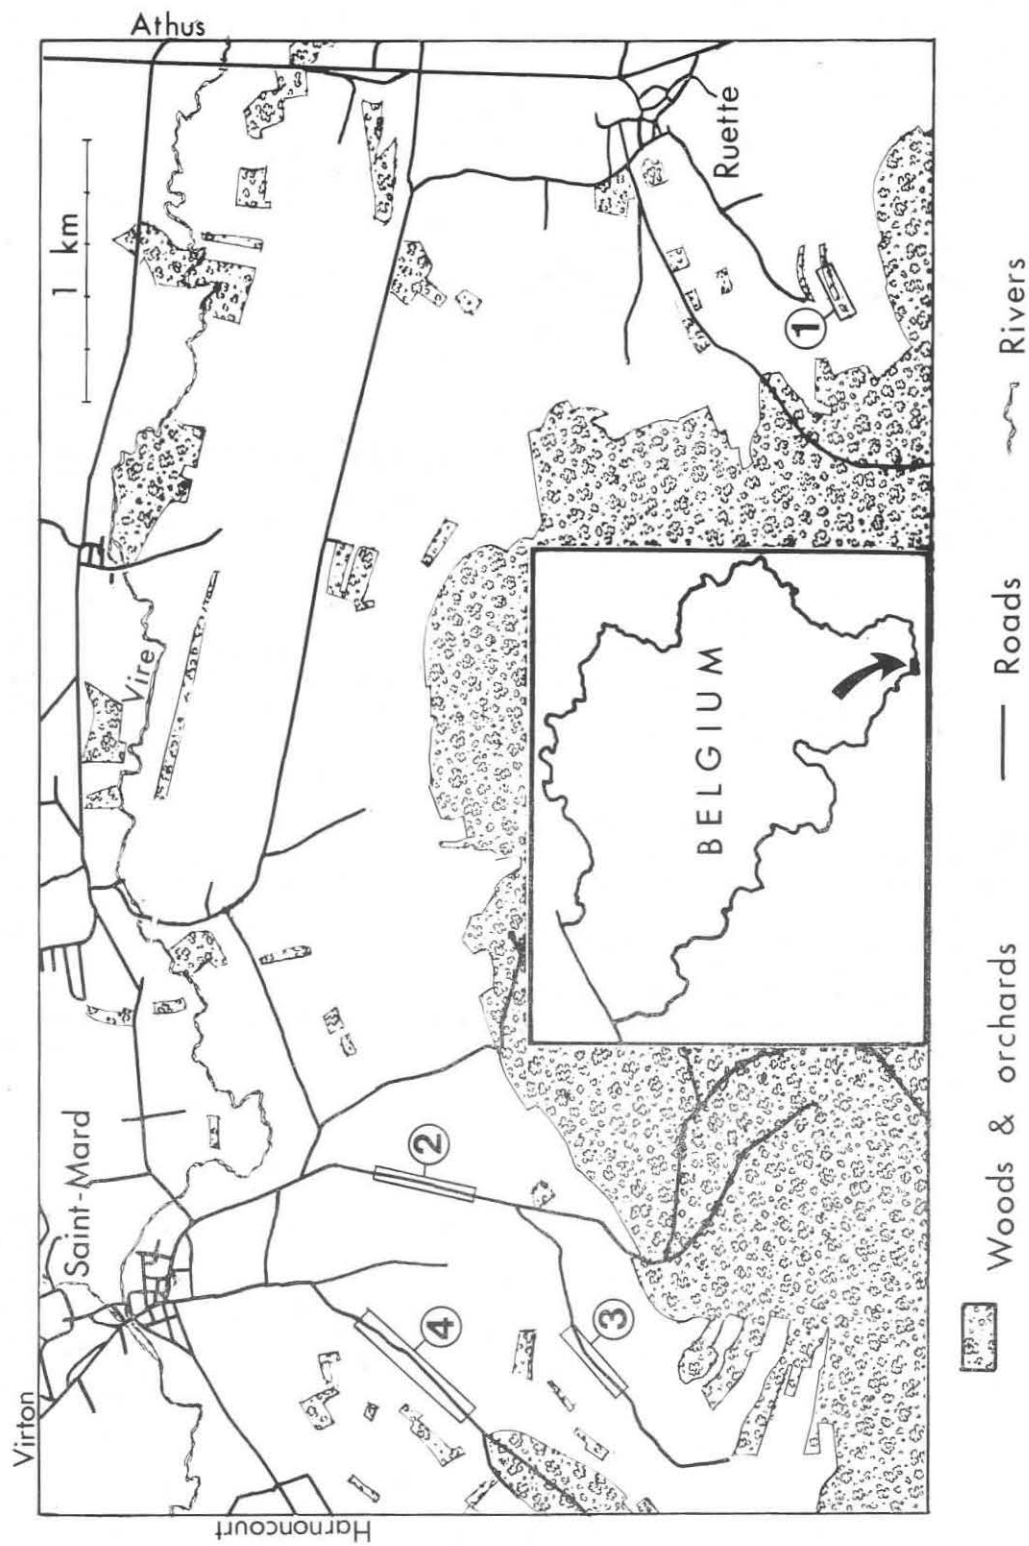 Athus
1 km
Ruette
1
Vire
BELGIUM
Saint-Mard
2
3
4
Virton
Harnoncourt
Woods & orchards
Roads
Rivers